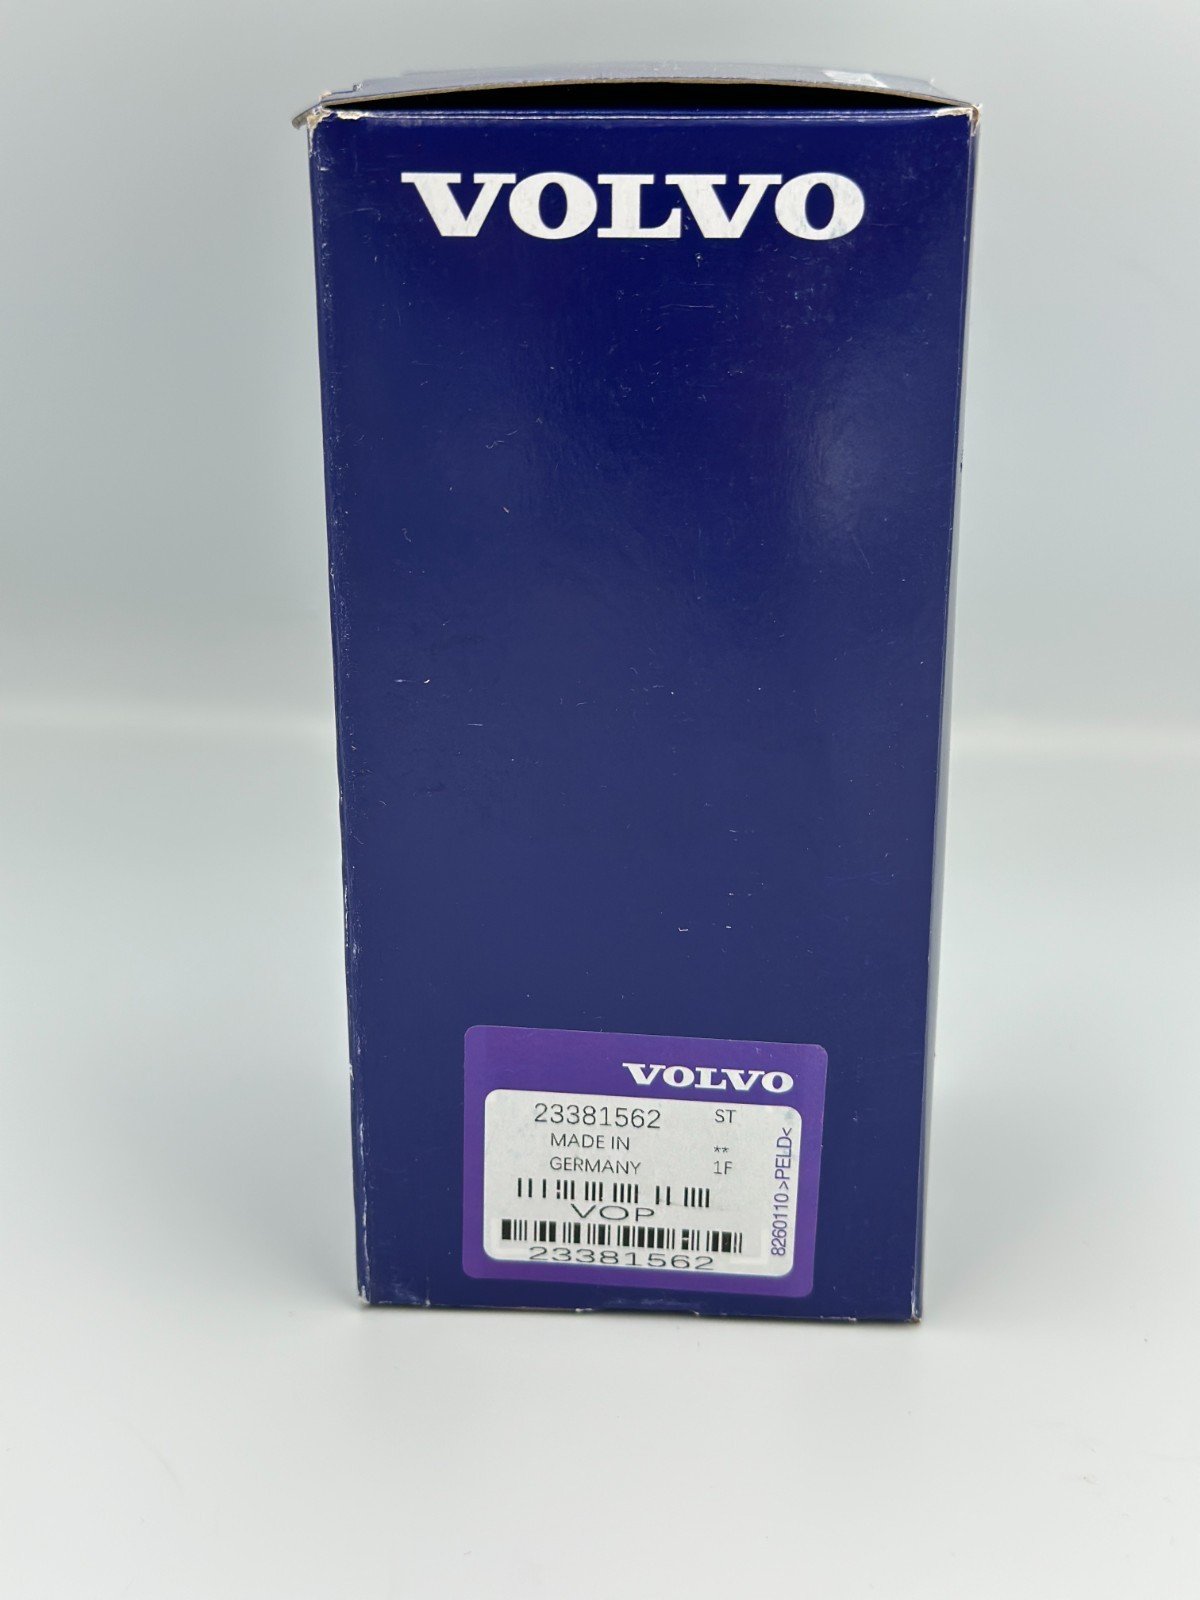 VOLVO
VOLVO
23381562 ST
MADE IN **
GERMANY 1F
VOP
23381562
8260110 >PELD<